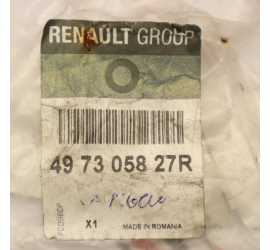 RENAULT GROUP
49 73 058 27R
X1 MADE IN ROMANIA